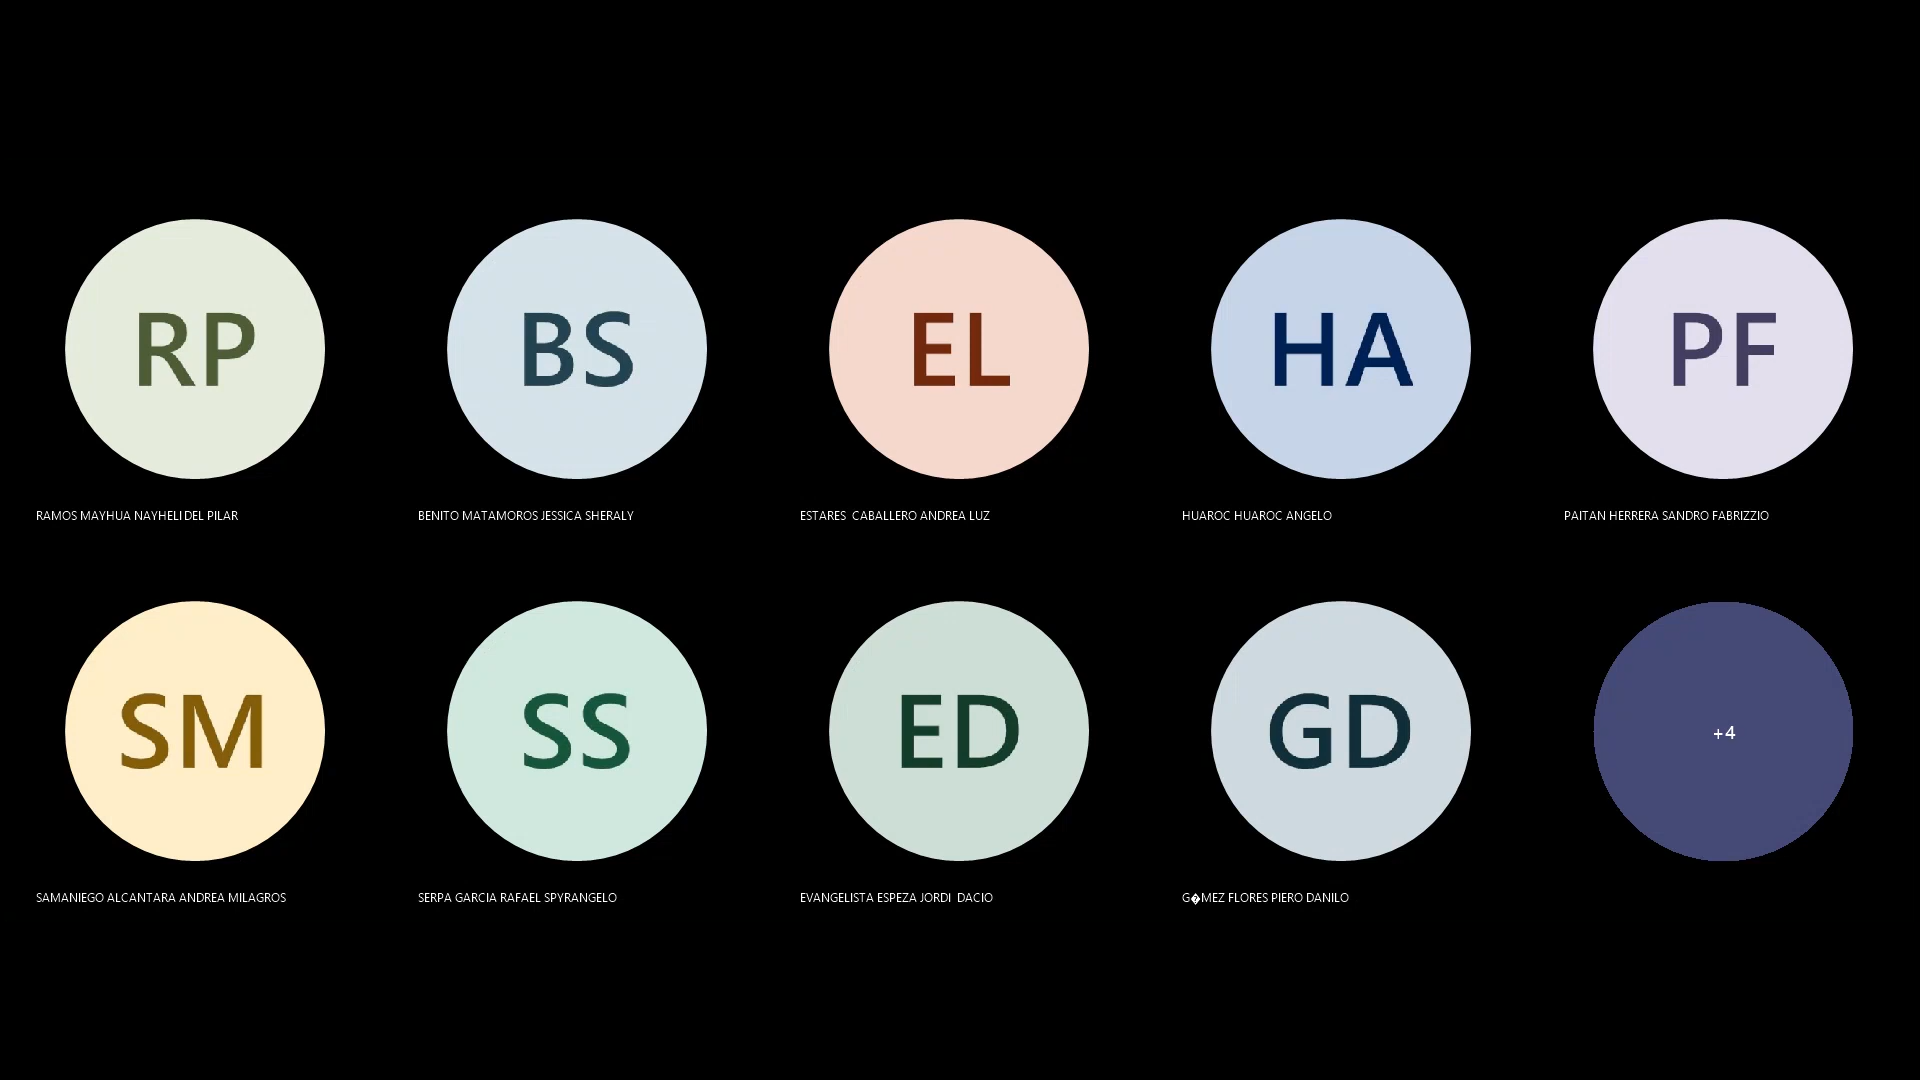 RP
BS
EL
HA
PF
RAMOS MAYHUA NAYHELI DEL PILAR
BENITO MATAMOROS JESSICA SHERALY
ESTARES  CABALLERO ANDREA LUZ
HUAROC HUAROC ANGELO
PAITAN HERRERA SANDRO FABRIZZIO
SM
SS
ED
GD
+4
SAMANIEGO ALCANTARA ANDREA MILAGROS
SERPA GARCIA RAFAEL SPYRANGELO
EVANGELISTA ESPEZA JORDI  DACIO
G�MEZ FLORES PIERO DANILO